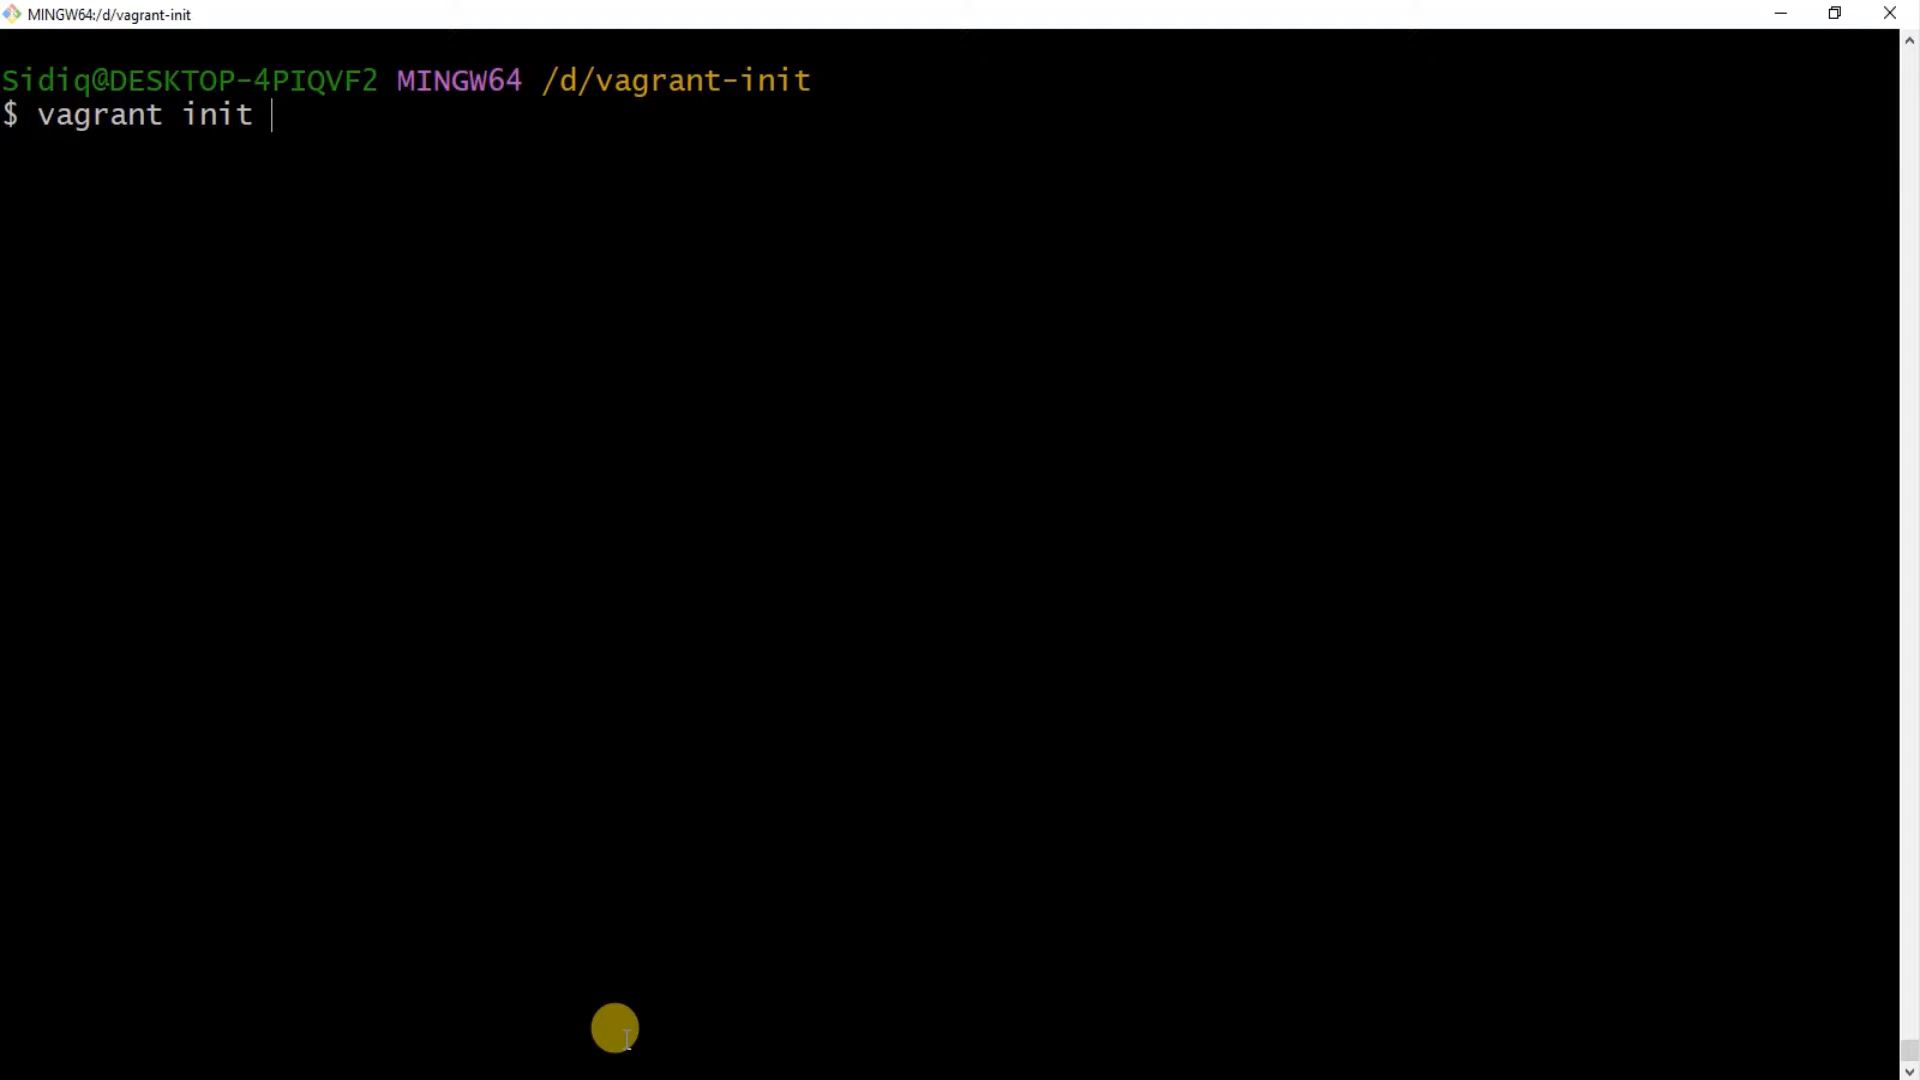 MINGW64:/d/vagrant-init
Sidiq@DESKTOP-4PIQVF2 MINGW64 /d/vagrant-init
$ vagrant init